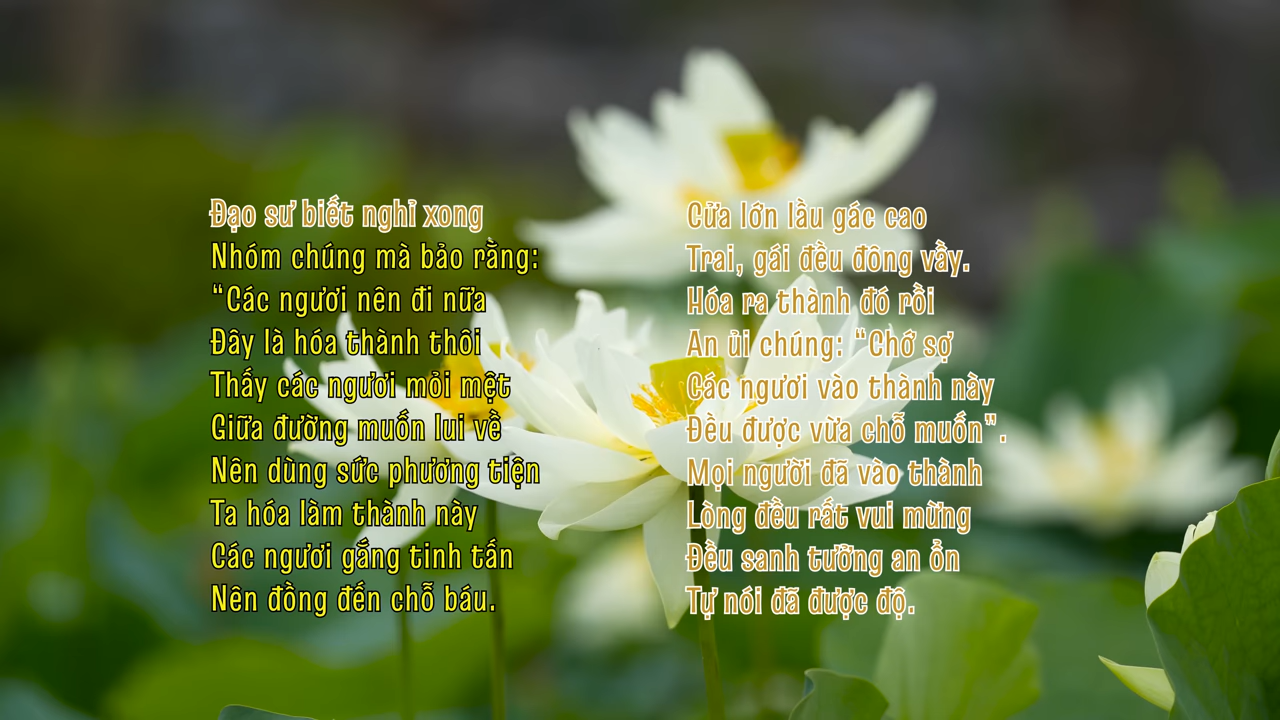 Đạo sư biết nghỉ xong
Nhóm chúng mà bảo rằng:
“Các ngươi nên đi nữa
Đây là hóa thành thôi
Thấy các ngươi mỏi mệt
Giữa đường muốn lui về
Nên dùng sức phương tiện
Ta hóa làm thành này
Các ngươi gắng tinh tấn
Nên đồng đến chỗ báu.
Cửa lớn lầu gác cao
Trai, gái đều đông vầy.
Hóa ra thành đó rồi
An ủi chúng: “Chớ sợ
Các ngươi vào thành này
Đều được vừa chỗ muốn”.
Mọi người đã vào thành
Lòng đều rất vui mừng
Đều sanh tưởng an ổn
Tự nói đã được độ.